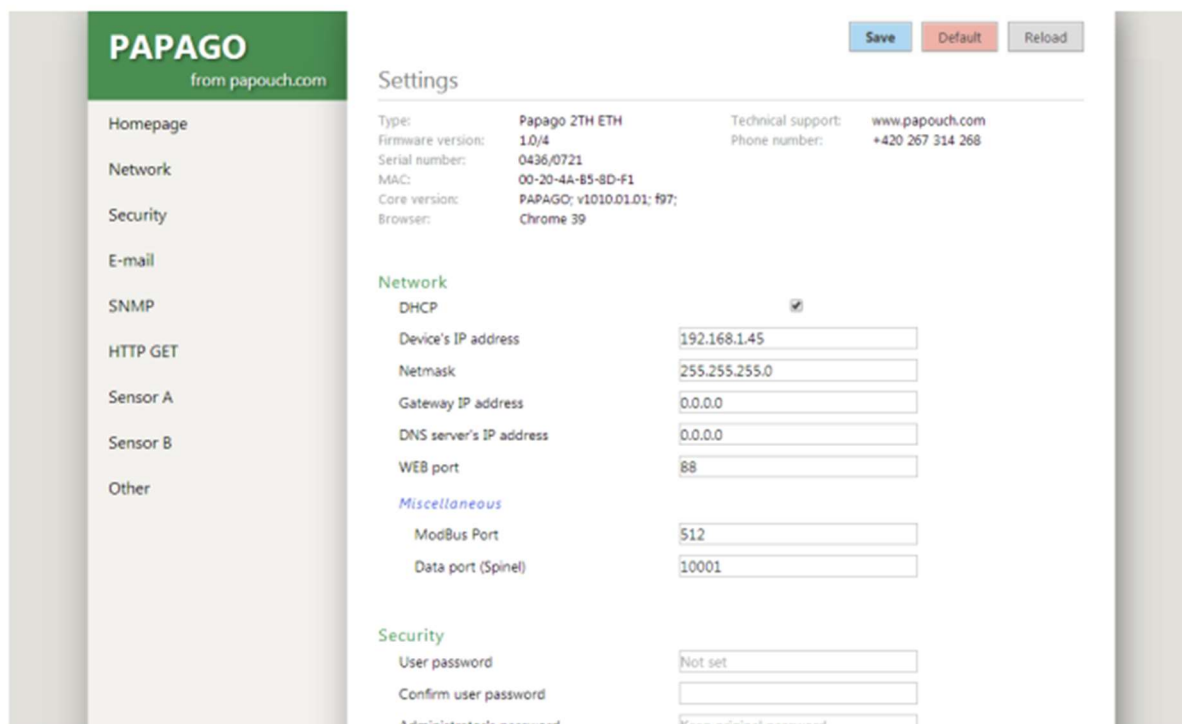 PAPAGO
from papouch.com
Homepage
Network
Security
E-mail
SNMP
HTTP GET
Sensor A
Sensor B
Other
Save Default Reload
Settings
Type: Papago 2TH ETH Technical support: www.papouch.com
Firmware version: 1.0/4 Phone number: +420 267 314 268
Serial number: 0436/0721
MAC: 00-20-4A-B5-8D-F1
Core version: PAPAGO; v1010.01.01; f97;
Browser: Chrome 39
Network
DHCP
Device's IP address 192.168.1.45
Netmask 255.255.255.0
Gateway IP address 0.0.0.0
DNS server's IP address 0.0.0.0
WEB port 88
Miscellaneous
ModBus Port 512
Data port (Spinel) 10001
Security
User password Not set
Confirm user password